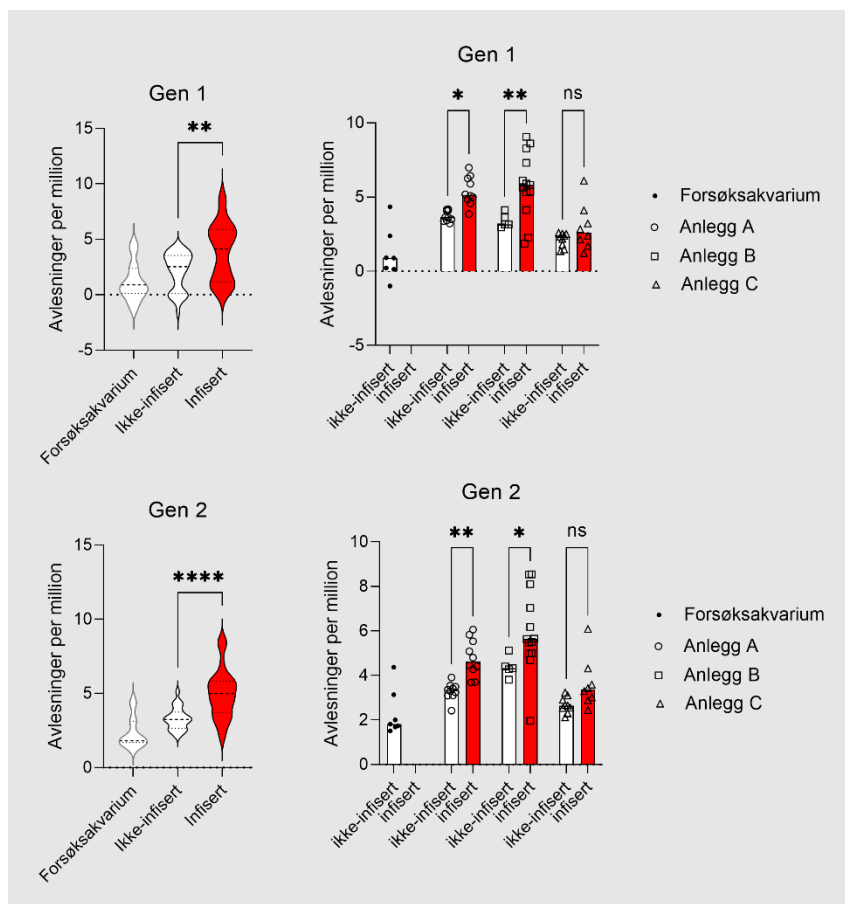 Gen 1
**
Avlesninger per million
15
10
5
0
-5
Forsøksakvarium
Ikke-infisert
Infisert
Gen 1
*
**
ns
Avlesninger per million
10
5
0
-5
ikke-infisert
infisert
ikke-infisert
infisert
ikke-infisert
infisert
ikke-infisert
infisert
Forsøksakvarium
Anlegg A
Anlegg B
Anlegg C
Gen 2
****
Avlesninger per million
15
10
5
0
Forsøksakvarium
Ikke-infisert
Infisert
Gen 2
**
*
ns
Avlesninger per million
10
8
6
4
2
0
ikke-infisert
infisert
ikke-infisert
infisert
ikke-infisert
infisert
ikke-infisert
infisert
Forsøksakvarium
Anlegg A
Anlegg B
Anlegg C